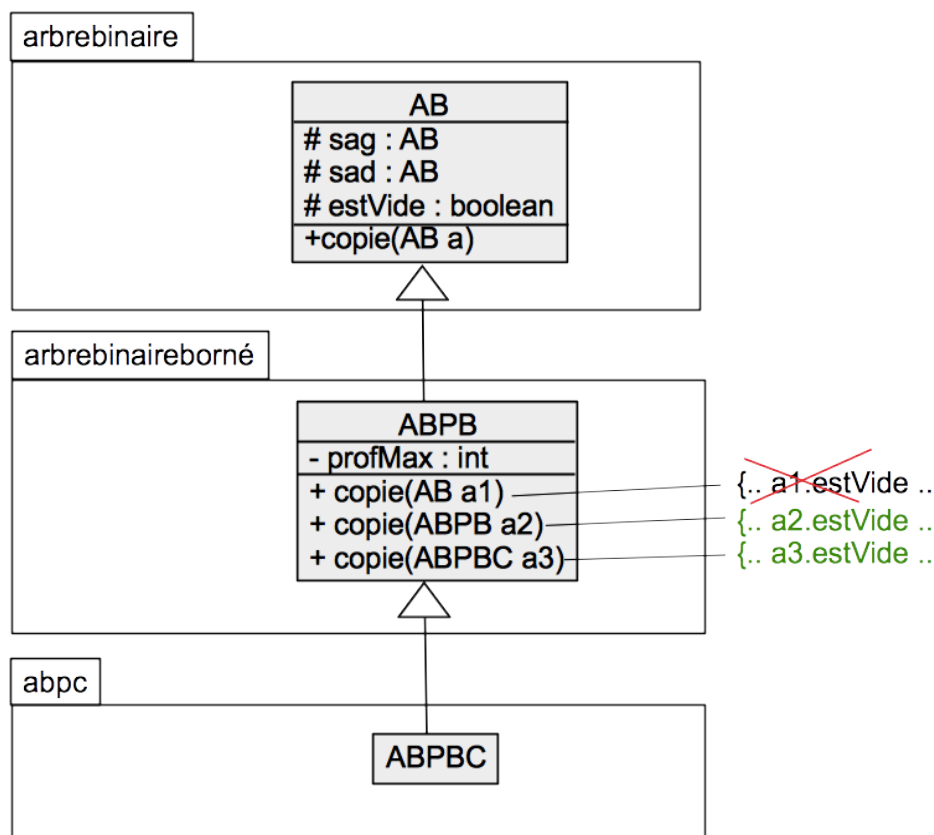 arbrebinaire
AB
# sag : AB
# sad : AB
# estVide : boolean
+copie(AB a)
arbrebinaireborné
ABPB
- profMax : int
+ copie(AB a1)
{.. a1.estVide ..
+ copie(ABPB a2)
{.. a2.estVide ..
+ copie(ABPBC a3)
{.. a3.estVide ..
abpc
ABPBC